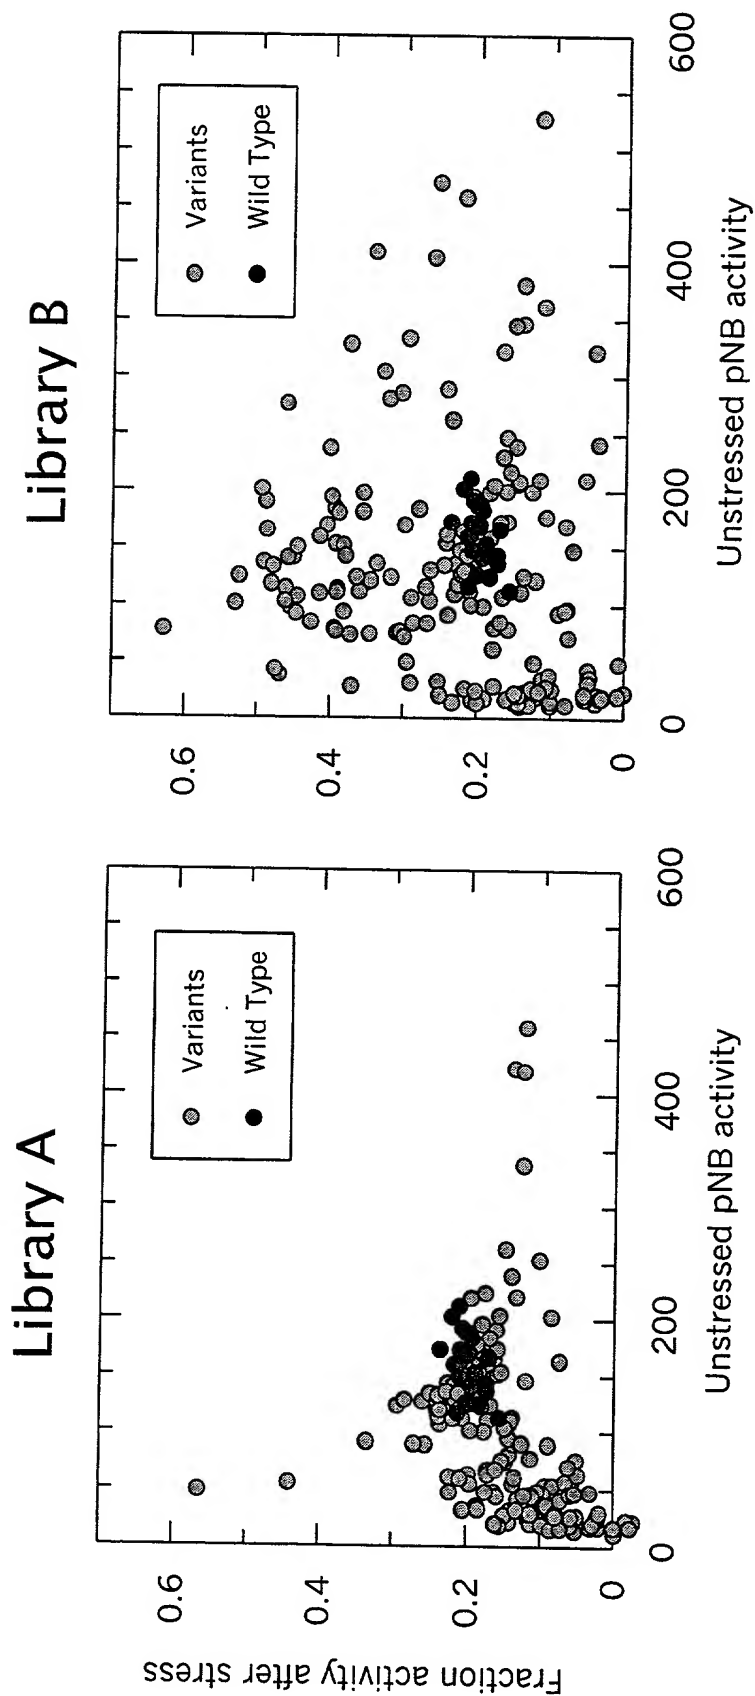 Library A
Variants
Wild Type
0.6
0.4
0.2
0
0
200
400
600
Unstressed pNB activity
Fraction activity after stress
Library B
Variants
Wild Type
0.6
0.4
0.2
0
0
200
400
600
Unstressed pNB activity